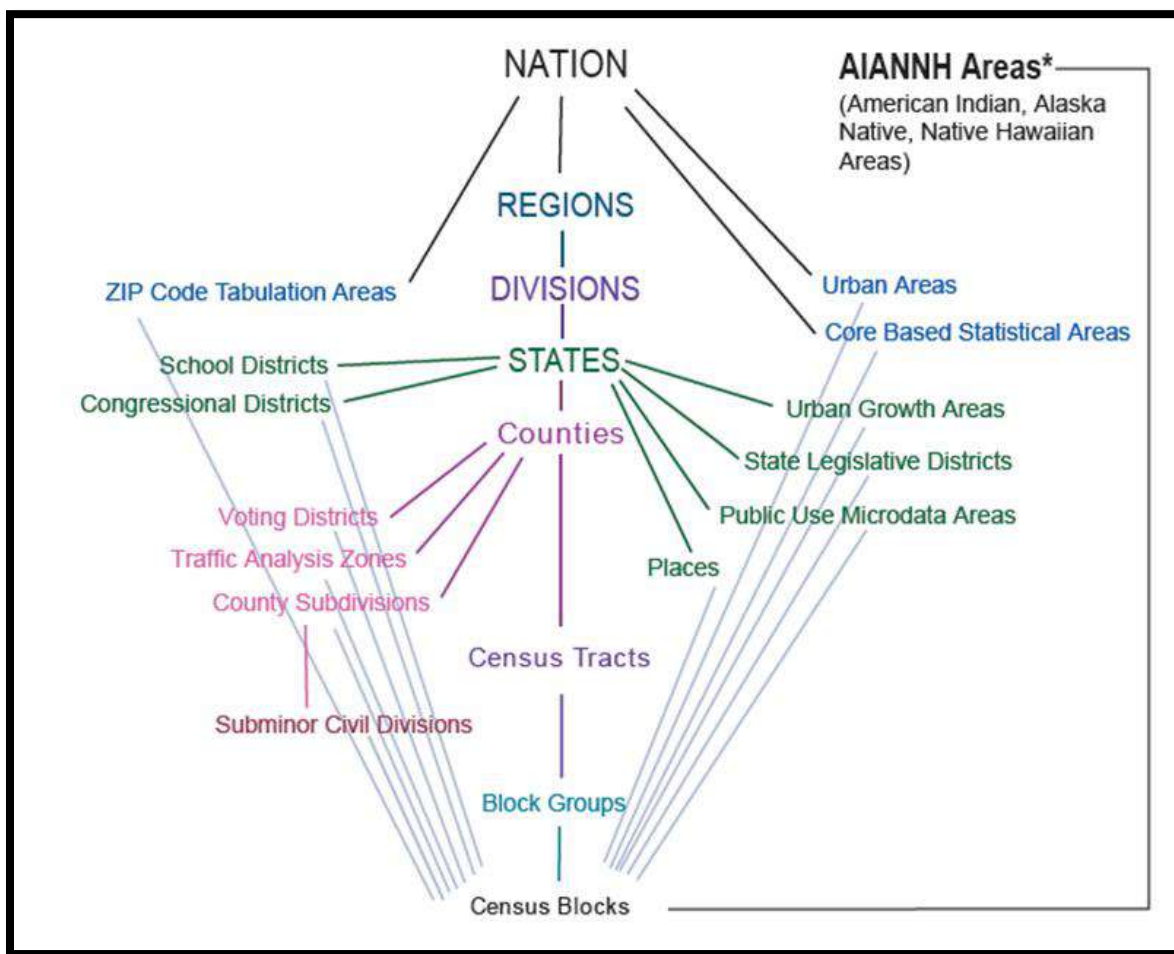 NATION
AIANNH Areas*
(American Indian, Alaska
Native, Native Hawaiian
Areas)
REGIONS
ZIP Code Tabulation Areas
DIVISIONS
Urban Areas
Core Based Statistical Areas
School Districts
STATES
Congressional Districts
Urban Growth Areas
Counties
State Legislative Districts
Voting Districts
Public Use Microdata Areas
Traffic Analysis Zones
Places
County Subdivisions
Census Tracts
Subminor Civil Divisions
Block Groups
Census Blocks